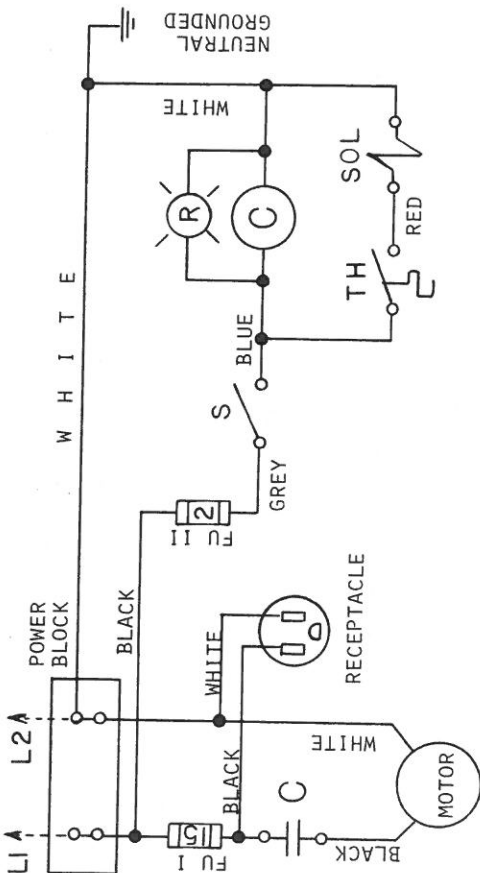 L1
L2
POWER
BLOCK
WHITE
NEUTRAL
GROUNDED
BLACK
FU I
15
BLACK
WHITE
RECEPTACLE
C
BLACK
WHITE
MOTOR
FU II
2
GREY
S
BLUE
R
C
WHITE
TH
RED
SOL